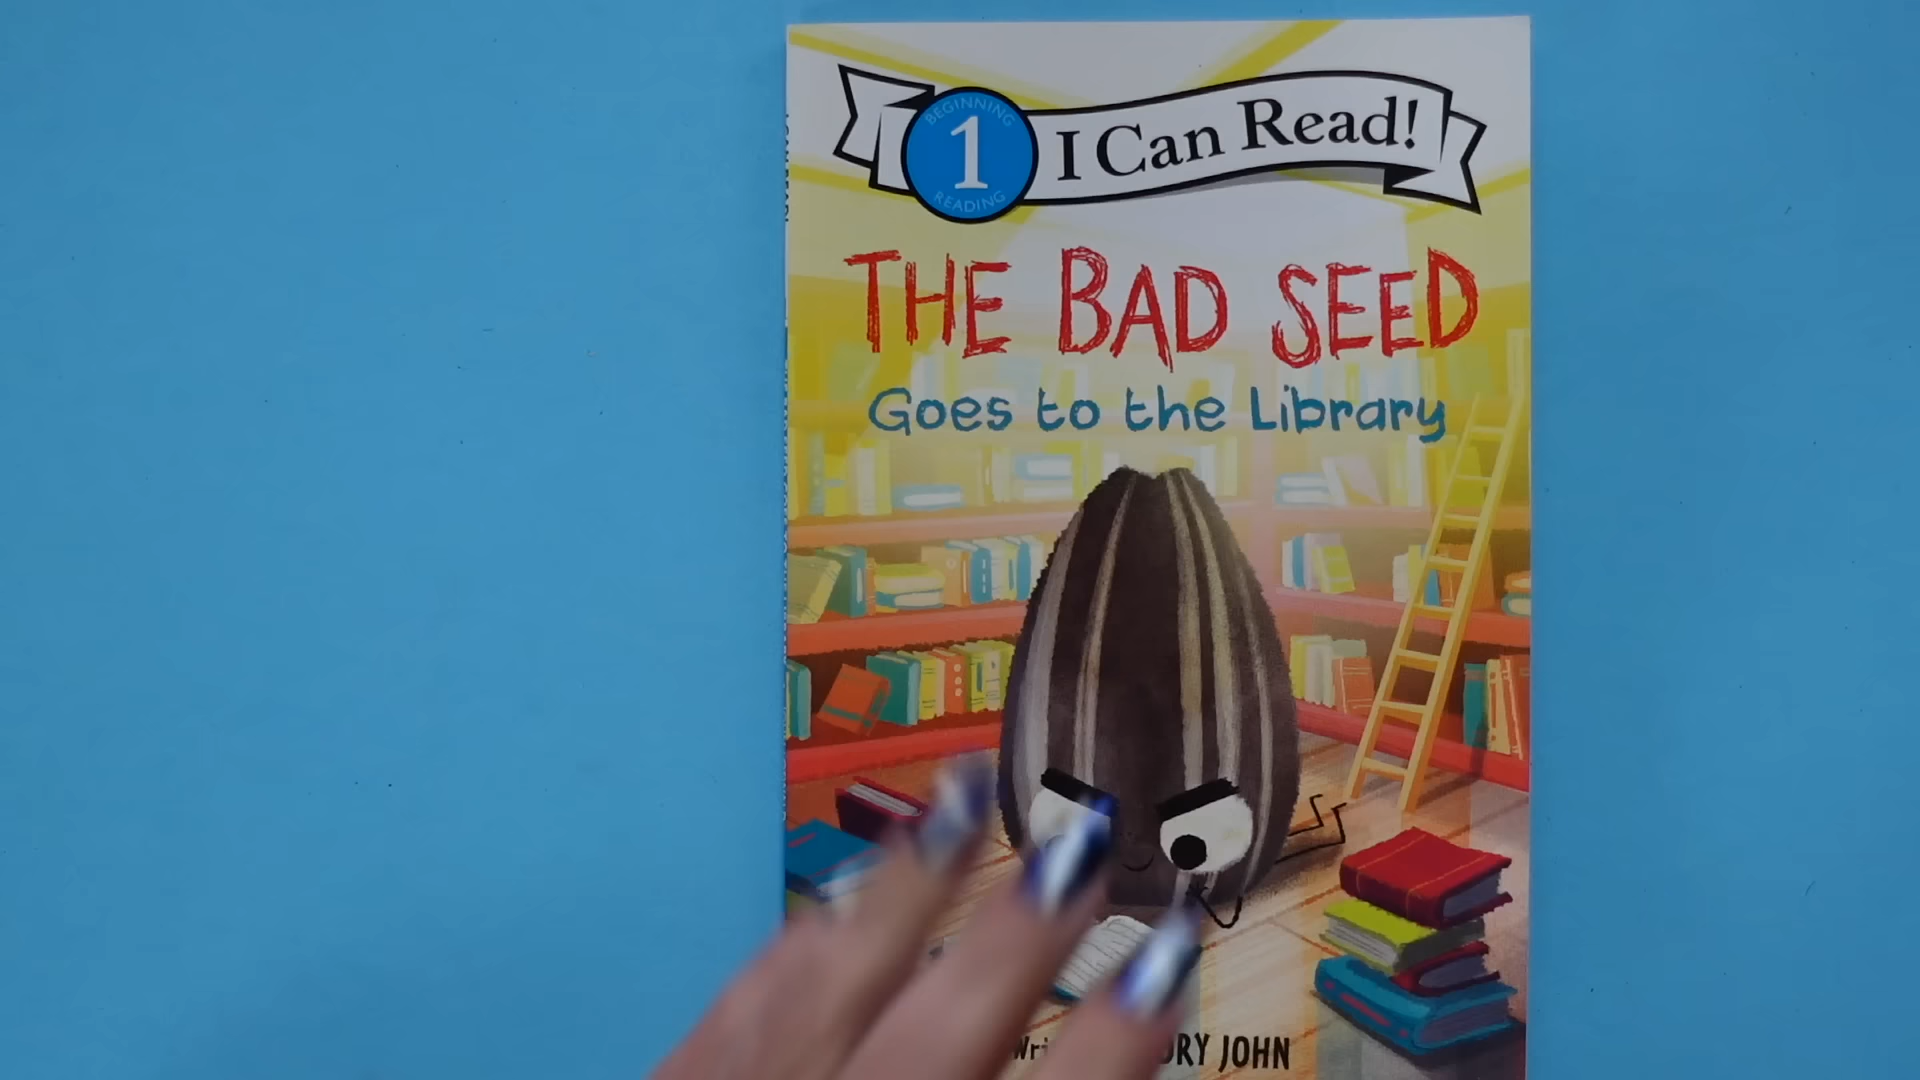 BEGINNING
1
READING
I Can Read!
THE BAD SEED
Goes to the Library
JOHN